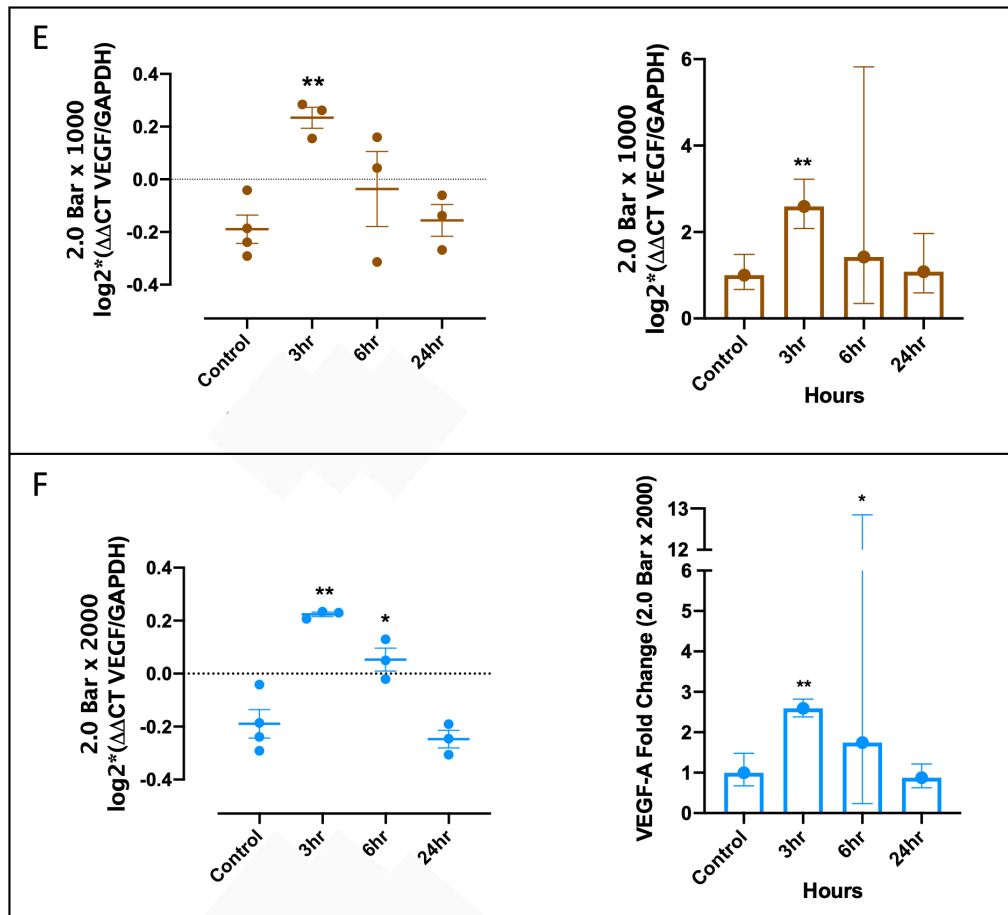 E
2.0 Bar x 1000
log2*(ΔΔCT VEGF/GAPDH)
0.4
0.2
0.0
-0.2
-0.4
**
Control
3hr
6hr
24hr
2.0 Bar x 1000
log2*(ΔΔCT VEGF/GAPDH)
6
4
2
0
**
Control
3hr
6hr
24hr
Hours
F
2.0 Bar x 2000
log2*(ΔΔCT VEGF/GAPDH)
0.4
0.2
0.0
-0.2
-0.4
**
*
Control
3hr
6hr
24hr
VEGF-A Fold Change (2.0 Bar x 2000)
13
12
6
5
4
3
2
1
0
**
*
Control
3hr
6hr
24hr
Hours